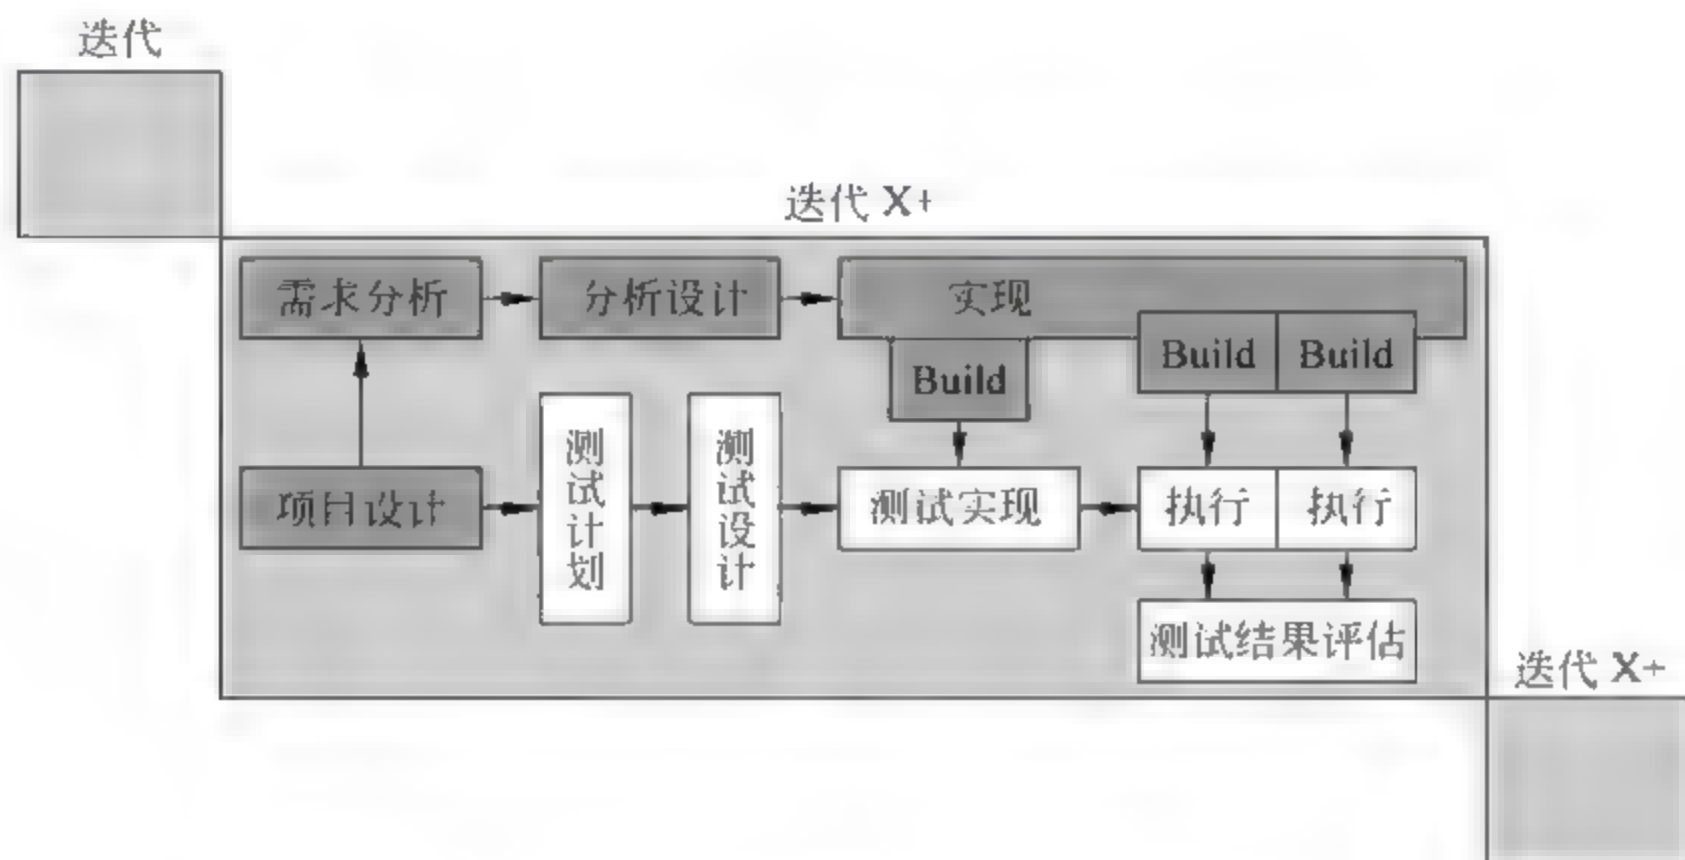 迭代
迭代 X+
需求分析
分析设计
实现
Build
Build
Build
项目设计
测试计划
测试设计
测试实现
执行
执行
测试结果评估
迭代 X+